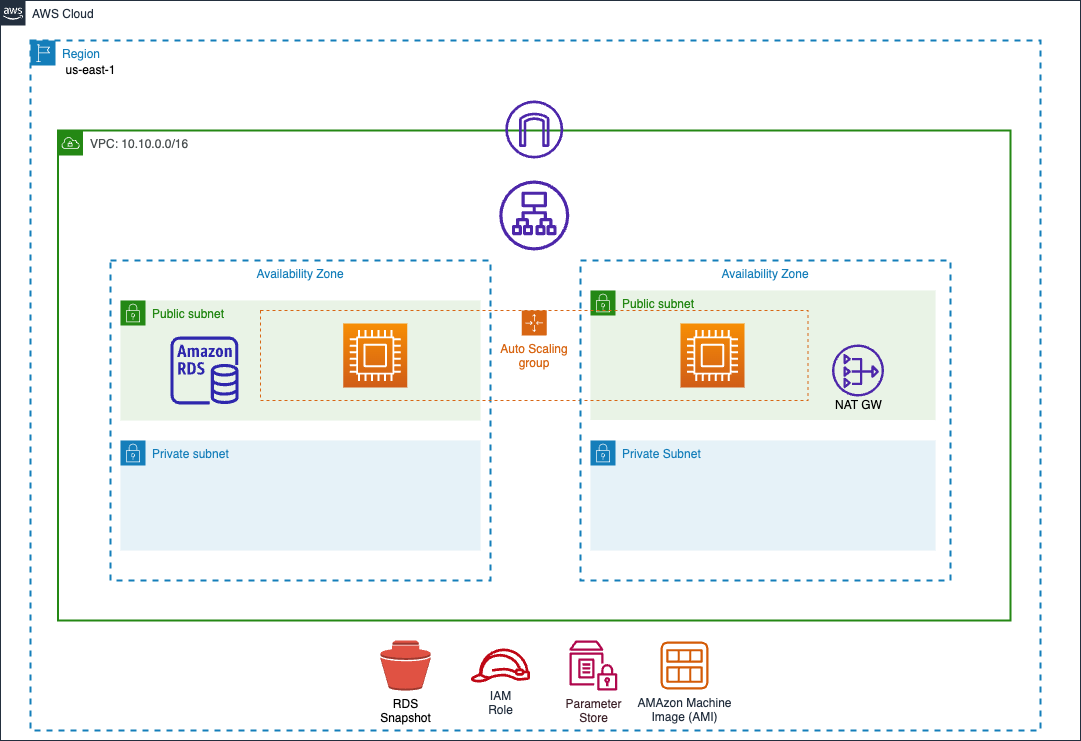 aws
AWS Cloud
Region
us-east-1
VPC: 10.10.0.0/16
Availability Zone
Availability Zone
Public subnet
Public subnet
Amazon
RDS
Auto Scaling
group
NAT GW
Private subnet
Private Subnet
RDS
Snapshot
IAM
Role
Parameter
Store
AMAzon Machine
Image (AMI)